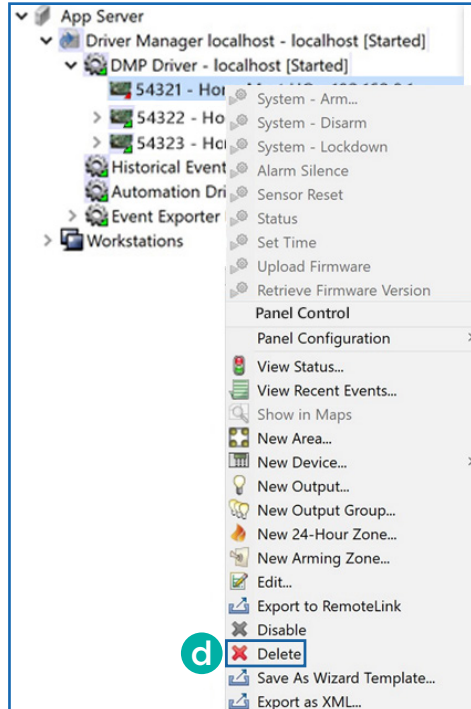 App Server
Driver Manager localhost - localhost [Started]
DMP Driver - localhost [Started]
54321 -
54322 -
54323 -
Historical Event
Automation
Event Exporter
Workstations
System - Arm...
System - Disarm
System - Lockdown
Alarm Silence
Sensor Reset
Status
Set Time
Upload Firmware
Retrieve Firmware Version
Panel Control
Panel Configuration
View Status...
View Recent Events...
Show in Maps
New Area...
New Device...
New Output...
New Output Group...
New 24-Hour Zone...
New Arming Zone...
Edit...
Export to RemoteLink
Disable
d Delete
Save As Wizard Template...
Export as XML...